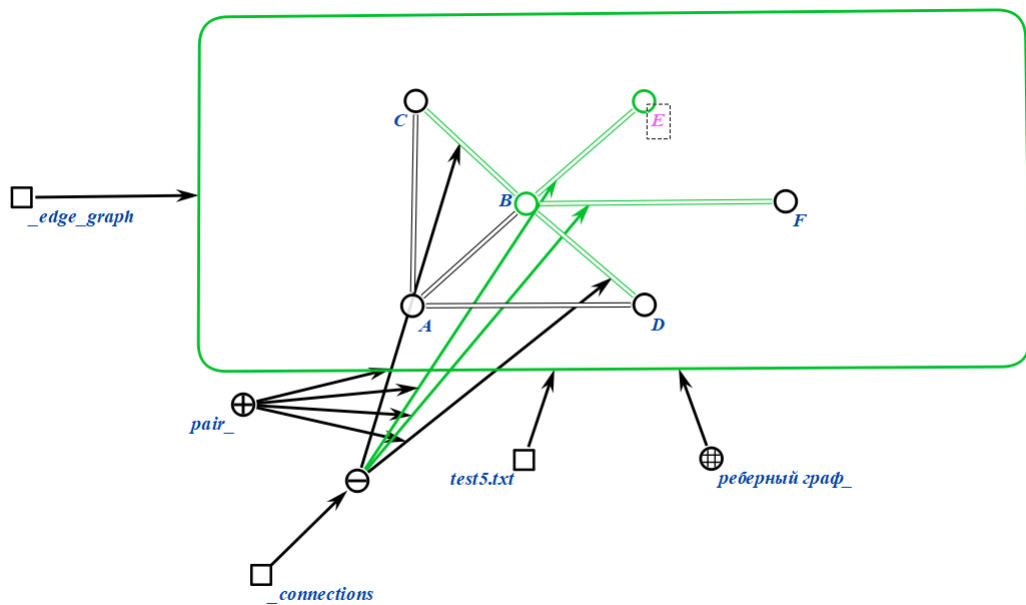 C
E
B
F
_edge_graph
A
D
pair_
test5.txt
реберный граф_
_connections